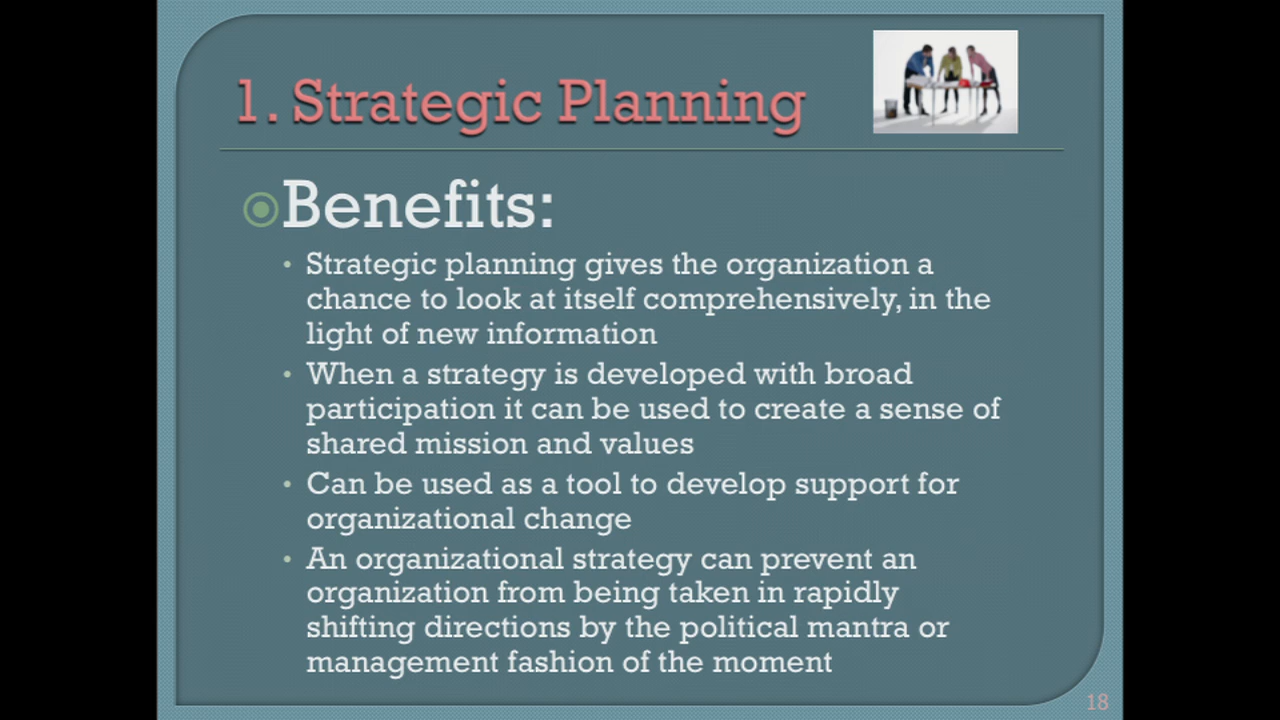 1. Strategic Planning
Benefits:
Strategic planning gives the organization a
chance to look at itself comprehensively, in the
light of new information
When a strategy is developed with broad
participation it can be used to create a sense of
shared mission and values
Can be used as a tool to develop support for
organizational change
An organizational strategy can prevent an
organization from being taken in rapidly
shifting directions by the political mantra or
management fashion of the moment
18